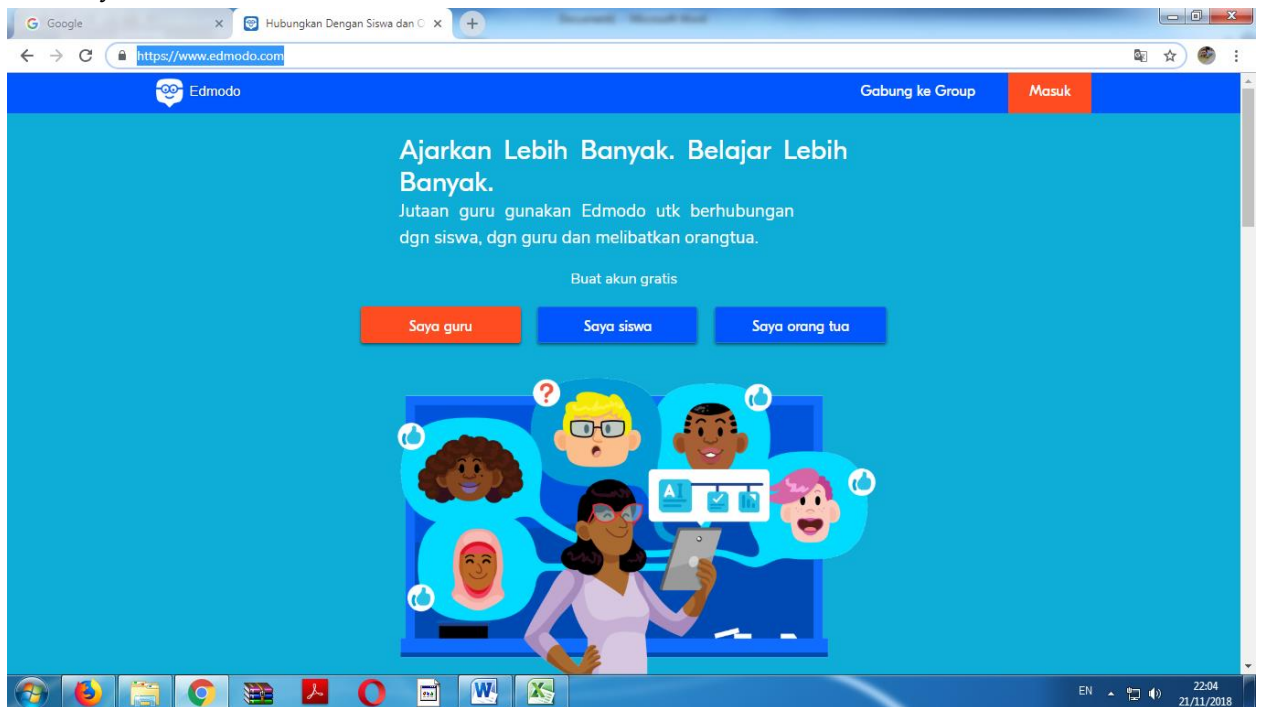 Google
Hubungkan Dengan Siswa dan O
https://www.edmodo.com
Edmodo
Gabung ke Group
Masuk
Ajarkan Lebih Banyak. Belajar Lebih
Banyak.
Jutaan guru gunakan Edmodo utk berhubungan
dgn siswa, dgn guru dan melibatkan orangtua.
Buat akun gratis
Saya guru
Saya siswa
Saya orang tua
?
A
EN
22:04
21/11/2018